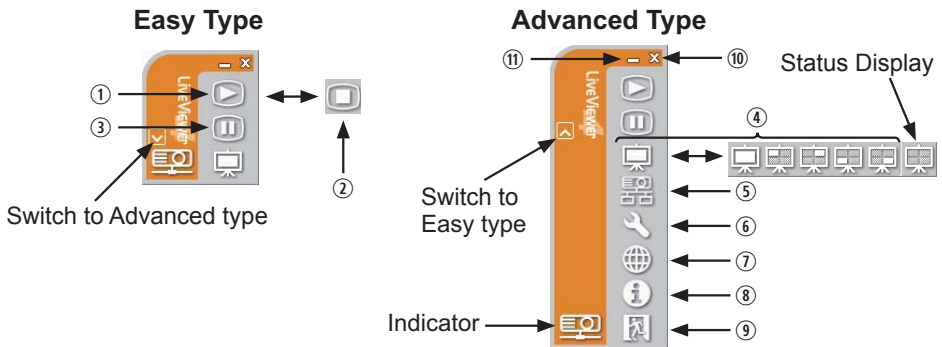 Easy Type
Advanced Type
LIVEVIEWER
①
③
②
Switch to Advanced type
LIVEVIEWER
⑪
⑩
Status Display
④
Switch to
Easy type
⑤
⑥
⑦
⑧
⑨
Indicator